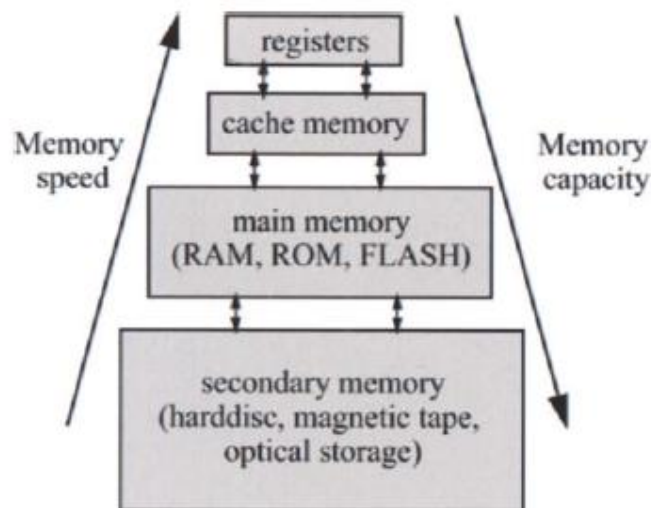 registers
cache memory
Memory
speed
Memory
capacity
main memory
(RAM, ROM, FLASH)
secondary memory
(harddisc, magnetic tape,
optical storage)